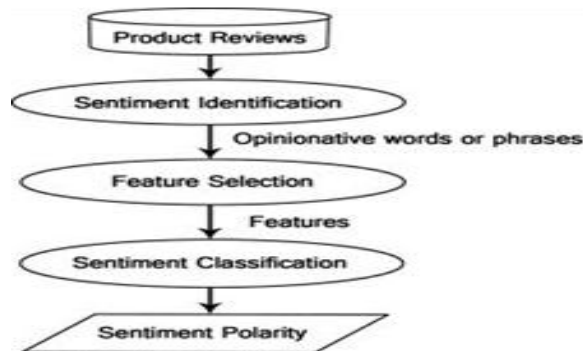 Product Reviews
Sentiment Identification
Opinionative words or phrases
Feature Selection
Features
Sentiment Classification
Sentiment Polarity